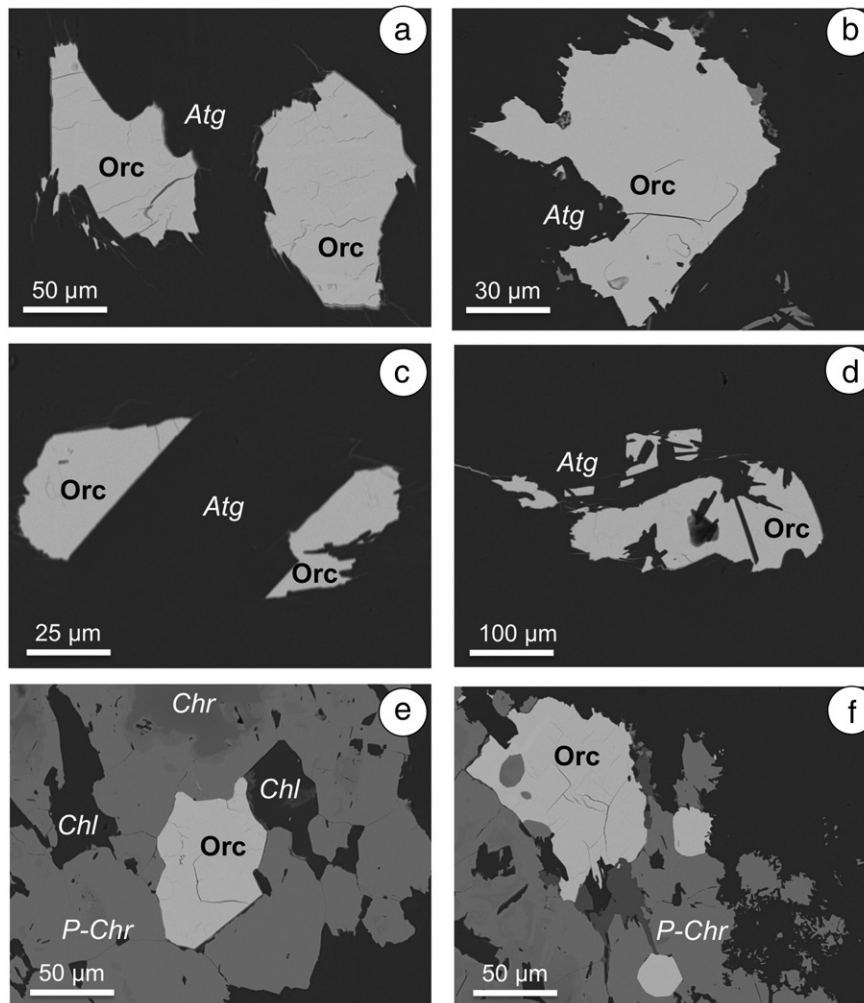 a
Atg
Orc
Orc
50 µm
b
Orc
Atg
30 µm
c
Orc
Atg
Orc
25 µm
d
Atg
Orc
100 µm
e
Chr
Chl
Chl
Orc
P-Chr
50 µm
f
Orc
P-Chr
50 µm